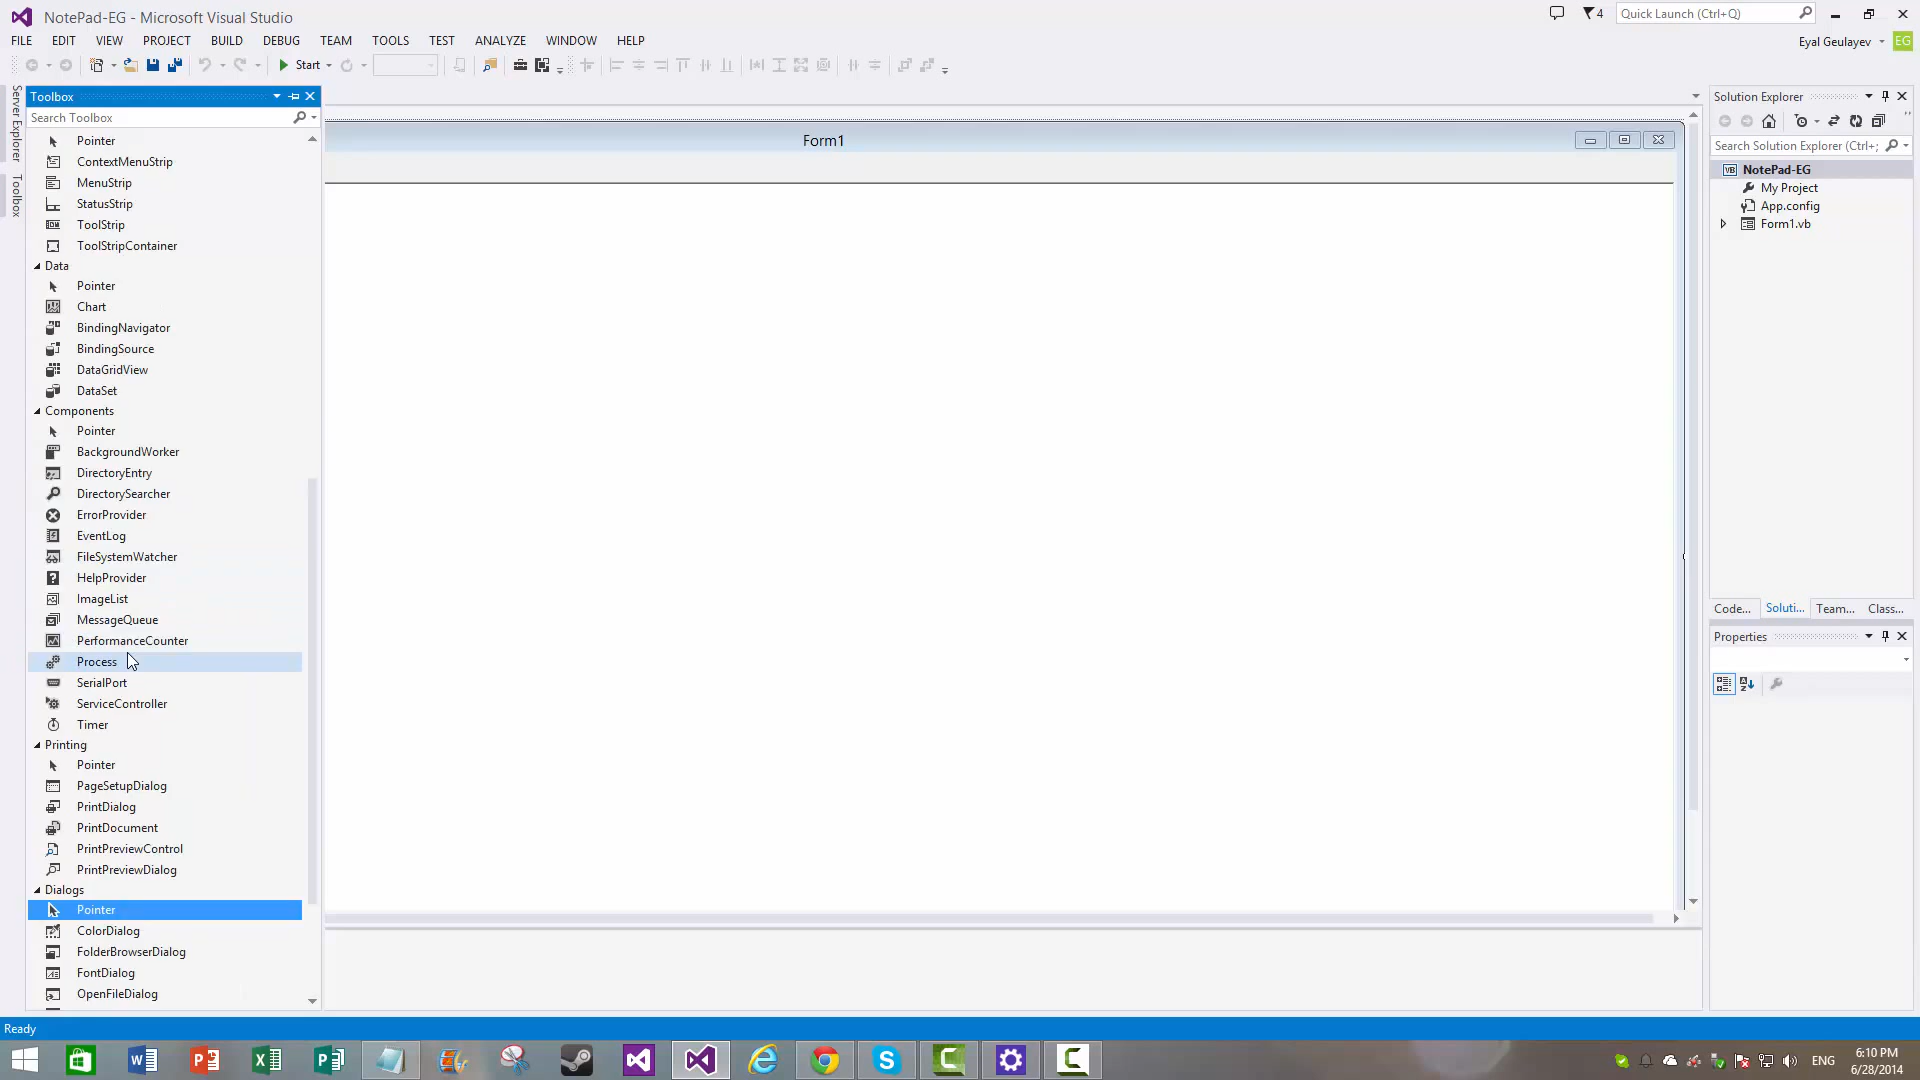 NotePad-EG - Microsoft Visual Studio
4
Quick Launch (Ctrl+Q)
FILE EDIT VIEW PROJECT BUILD DEBUG TEAM TOOLS TEST ANALYZE WINDOW HELP
Eyal Geulayev EG
Start
Server Explorer
Toolbox
Toolbox
Search Toolbox
Pointer
ContextMenuStrip
MenuStrip
StatusStrip
ToolStrip
ToolStripContainer
Data
Pointer
Chart
BindingNavigator
BindingSource
DataGridView
DataSet
Components
Pointer
BackgroundWorker
DirectoryEntry
DirectorySearcher
ErrorProvider
EventLog
FileSystemWatcher
HelpProvider
ImageList
MessageQueue
PerformanceCounter
Process
SerialPort
ServiceController
Timer
Printing
Pointer
PageSetupDialog
PrintDialog
PrintDocument
PrintPreviewControl
PrintPreviewDialog
Dialogs
Pointer
ColorDialog
FolderBrowserDialog
FontDialog
OpenFileDialog
Form1
Solution Explorer
Search Solution Explorer (Ctrl+;
VB NotePad-EG
My Project
App.config
Form1.vb
Code... Soluti... Team... Class...
Properties
Ready
ENG
6:10 PM
6/28/2014